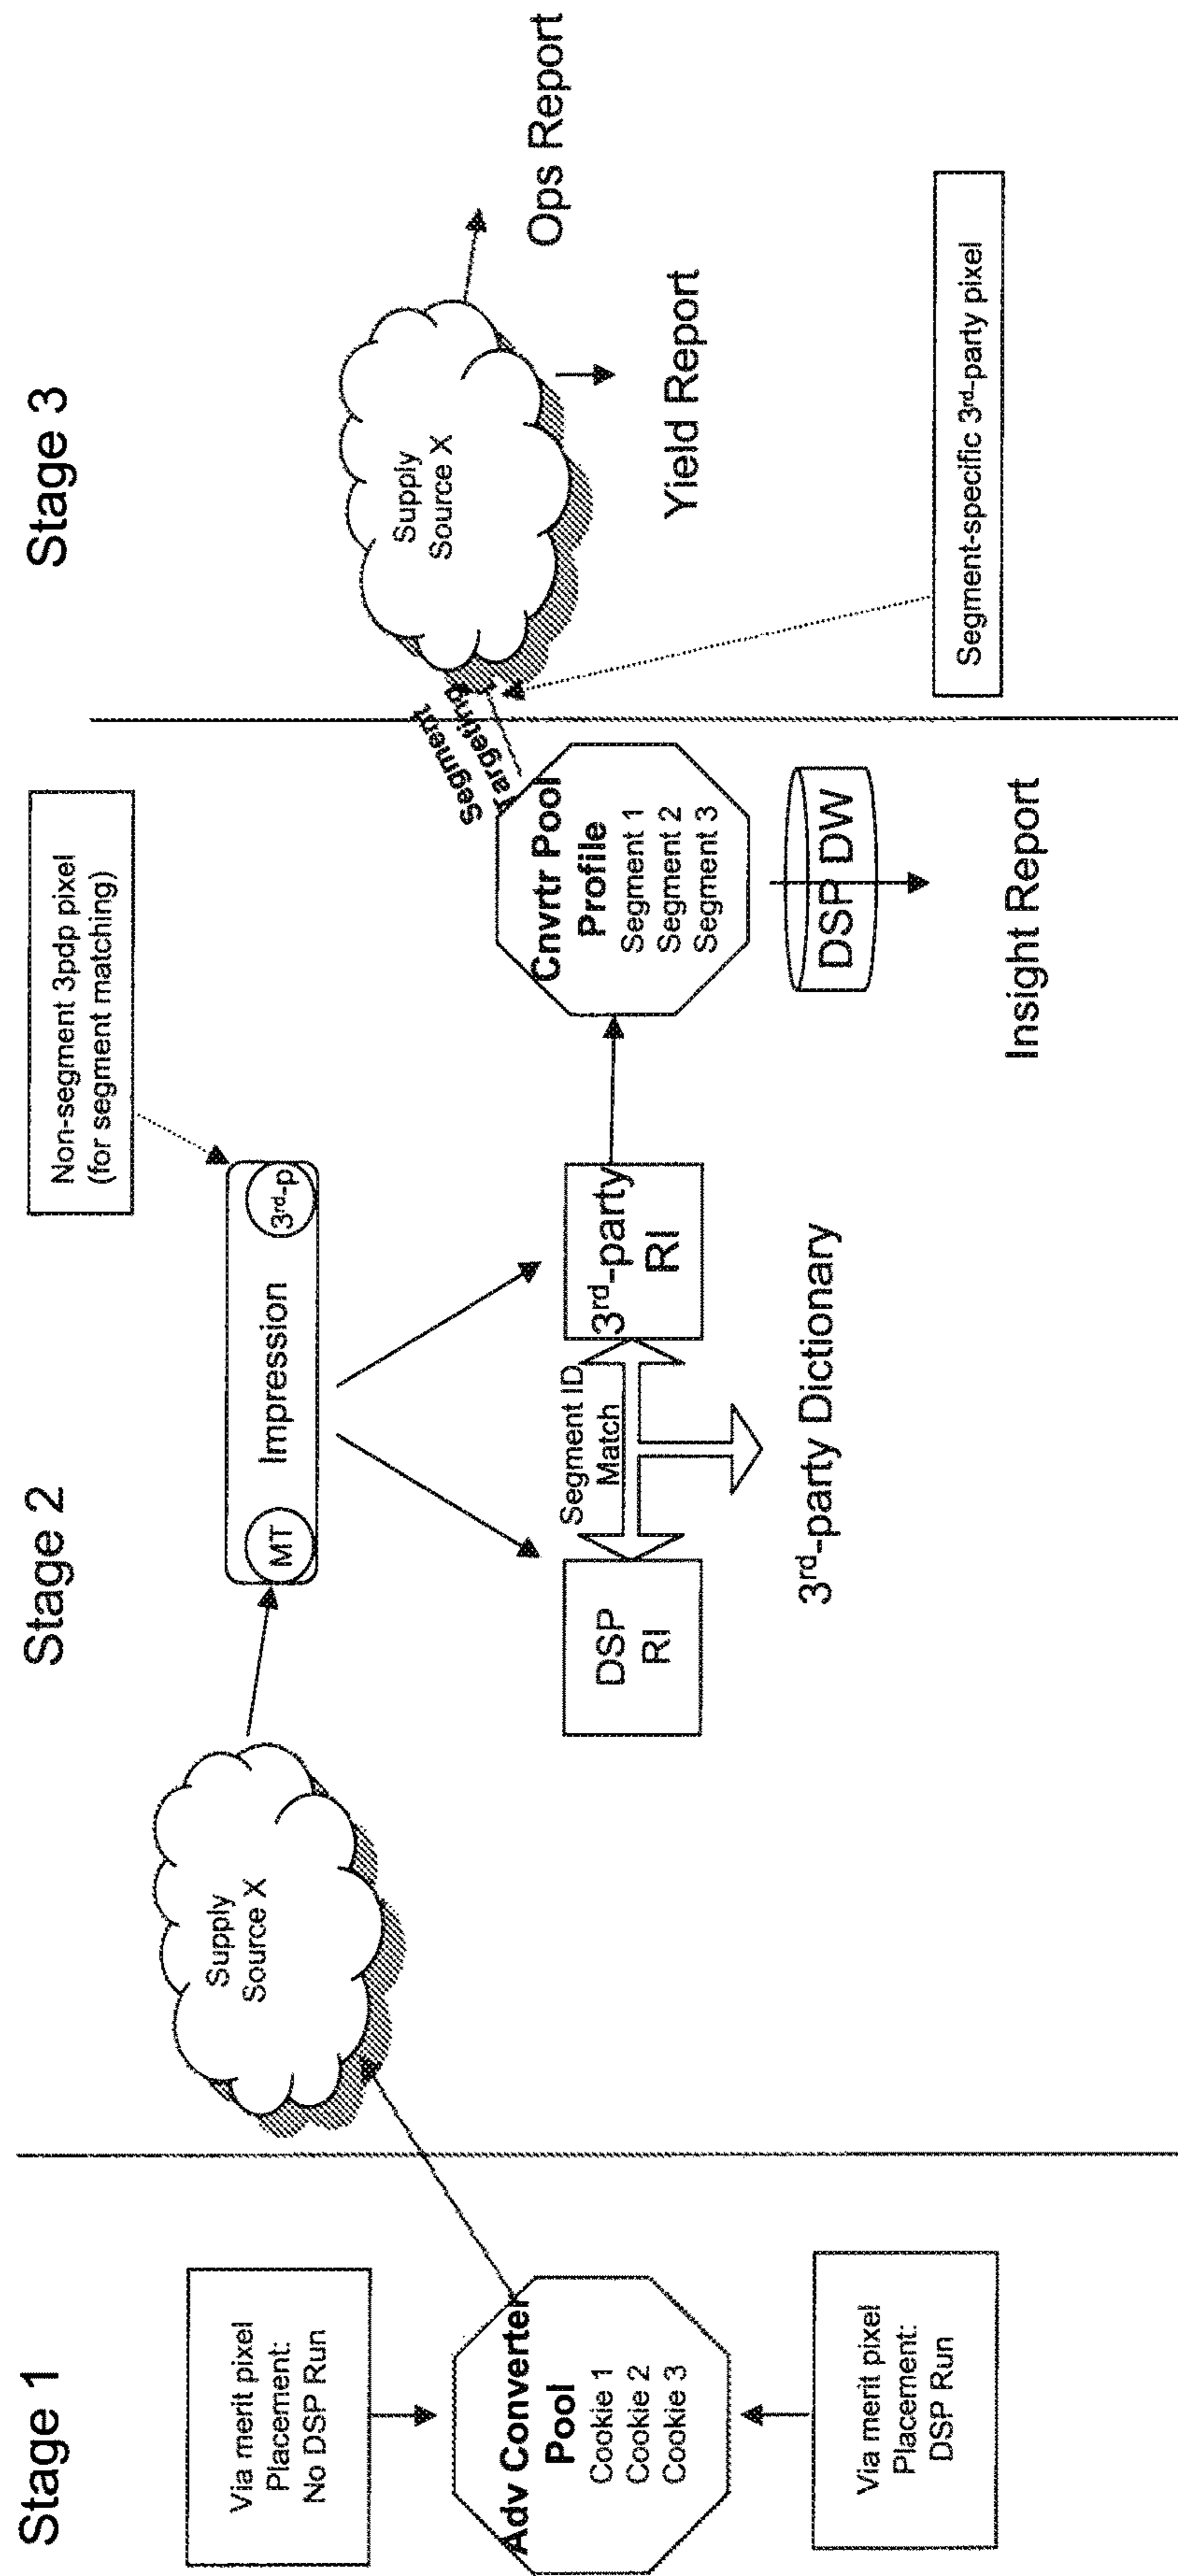 Stage 1
Via merit pixel
Placement:
No DSP Run
Adv Converter
Pool
Cookie 1
Cookie 2
Cookie 3
Via merit pixel
Placement:
DSP Run
Stage 2
Supply
Source X
MT
Impression
3rd-p
Non-segment 3pdp pixel
(for segment matching)
DSP
RI
Segment ID
Match
3rd-party
RI
3rd-party Dictionary
Cnvrtr Pool
Profile
Segment 1
Segment 2
Segment 3
DSP DW
Insight Report
Stage 3
Segment
Targeting
Supply
Source X
Ops Report
Yield Report
Segment-specific 3rd-party pixel